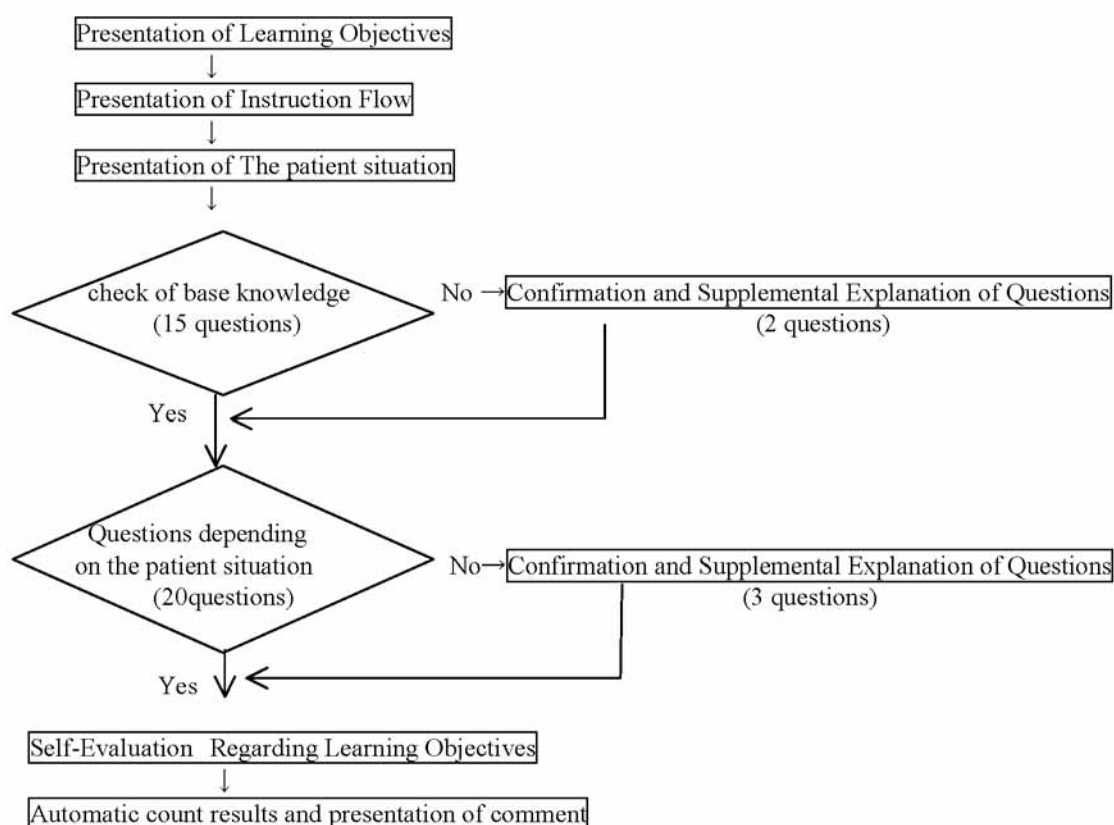 Presentation of Learning Objectives
↓
Presentation of Instruction Flow
↓
Presentation of The patient situation
↓
check of base knowledge
(15 questions)
No →
Confirmation and Supplemental Explanation of Questions
(2 questions)
Yes
Questions depending
on the patient situation
(20questions)
No→
Confirmation and Supplemental Explanation of Questions
(3 questions)
Yes
Self-Evaluation Regarding Learning Objectives
↓
Automatic count results and presentation of comment